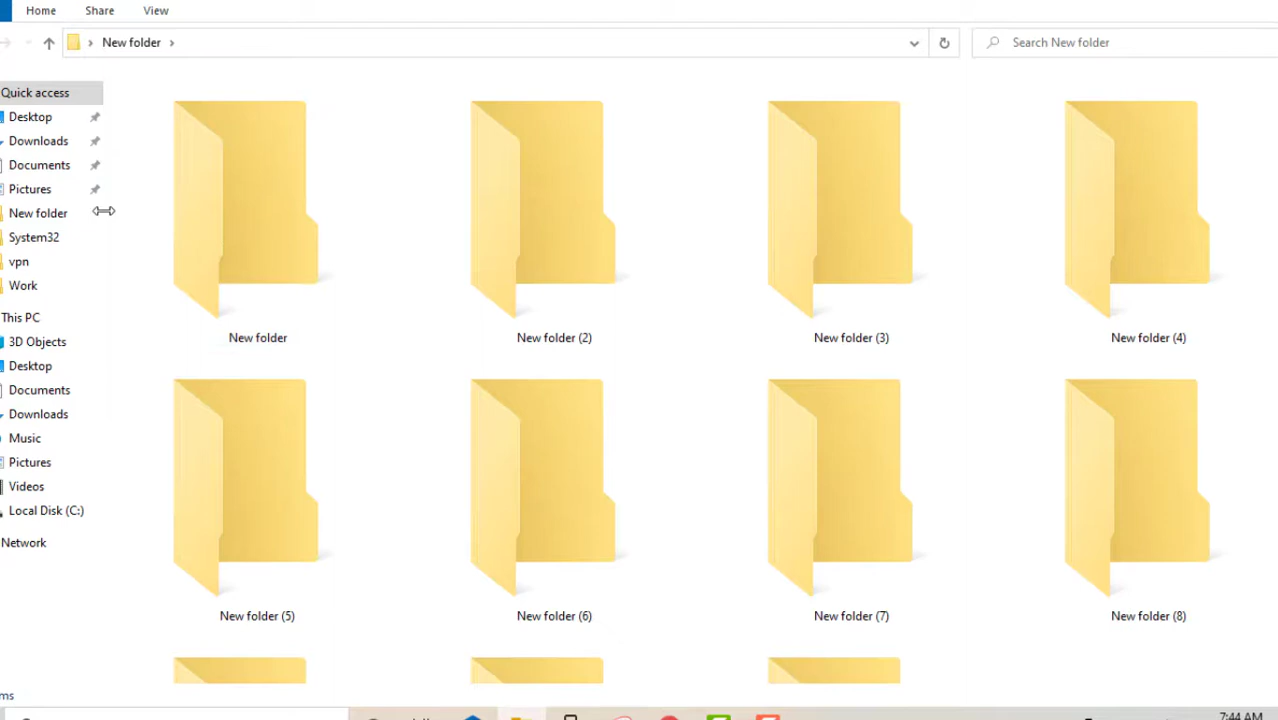 Home Share View
New folder
Search New folder
Quick access
Desktop
Downloads
Documents
Pictures
New folder
System32
vpn
Work
This PC
3D Objects
Desktop
Documents
Downloads
Music
Pictures
Videos
Local Disk (C:)
Network
New folder New folder (2) New folder (3) New folder (4)
New folder (5) New folder (6) New folder (7) New folder (8)
ms
7:44 AM